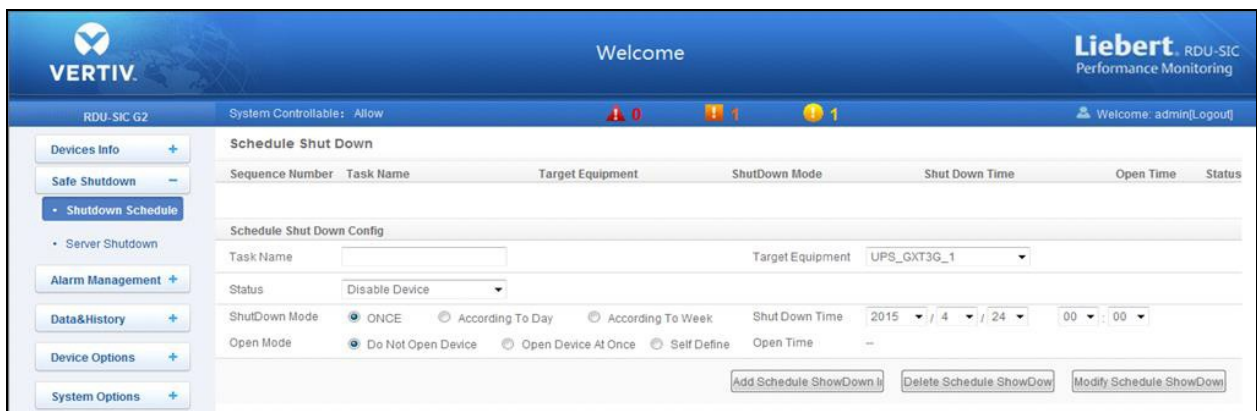 VERTIV.
Welcome
Liebert. RDU-SIC
Performance Monitoring
RDU-SIC G2
System Controllable: Allow
0
1
1
Welcome: admin[Logout]
Devices Info +
Safe Shutdown −
• Shutdown Schedule
• Server Shutdown
Alarm Management +
Data&History +
Device Options +
System Options +
Schedule Shut Down
Sequence Number Task Name Target Equipment ShutDown Mode Shut Down Time Open Time Status
Schedule Shut Down Config
Task Name Target Equipment UPS_GXT3G_1
Status Disable Device
ShutDown Mode ONCE According To Day According To Week Shut Down Time 2015 / 4 / 24 00 : 00
Open Mode Do Not Open Device Open Device At Once Self Define Open Time --
Add Schedule ShowDown Delete Schedule ShowDow Modify Schedule ShowDow